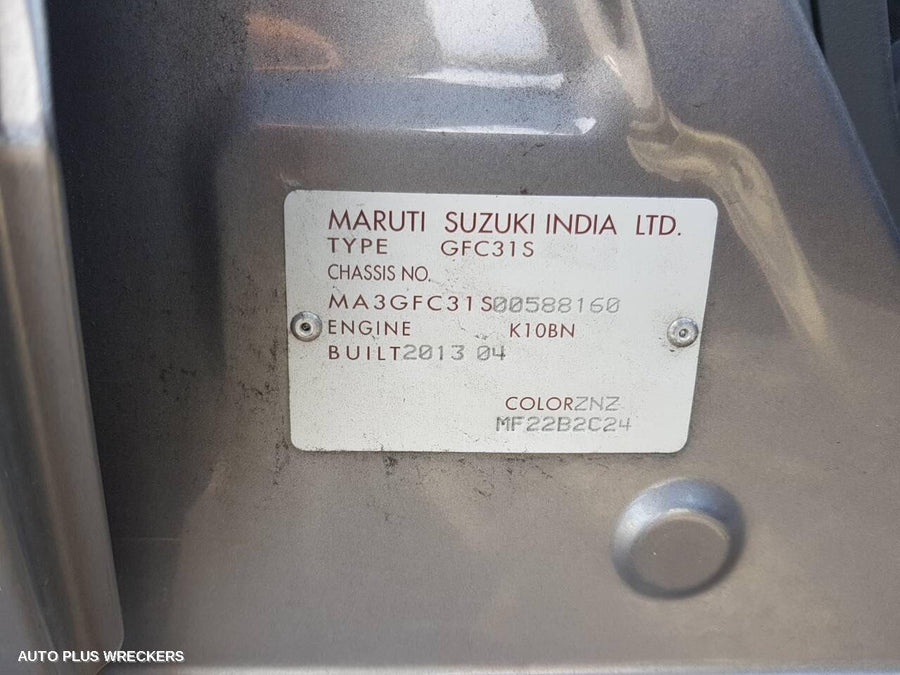 MARUTI SUZUKI INDIA LTD.
TYPE GFC31S
CHASSIS NO.
MA3GFC31S00588160
ENGINE K10BN
BUILT2013 04
COLORZNZ
MF22B2C24
AUTO PLUS WRECKERS